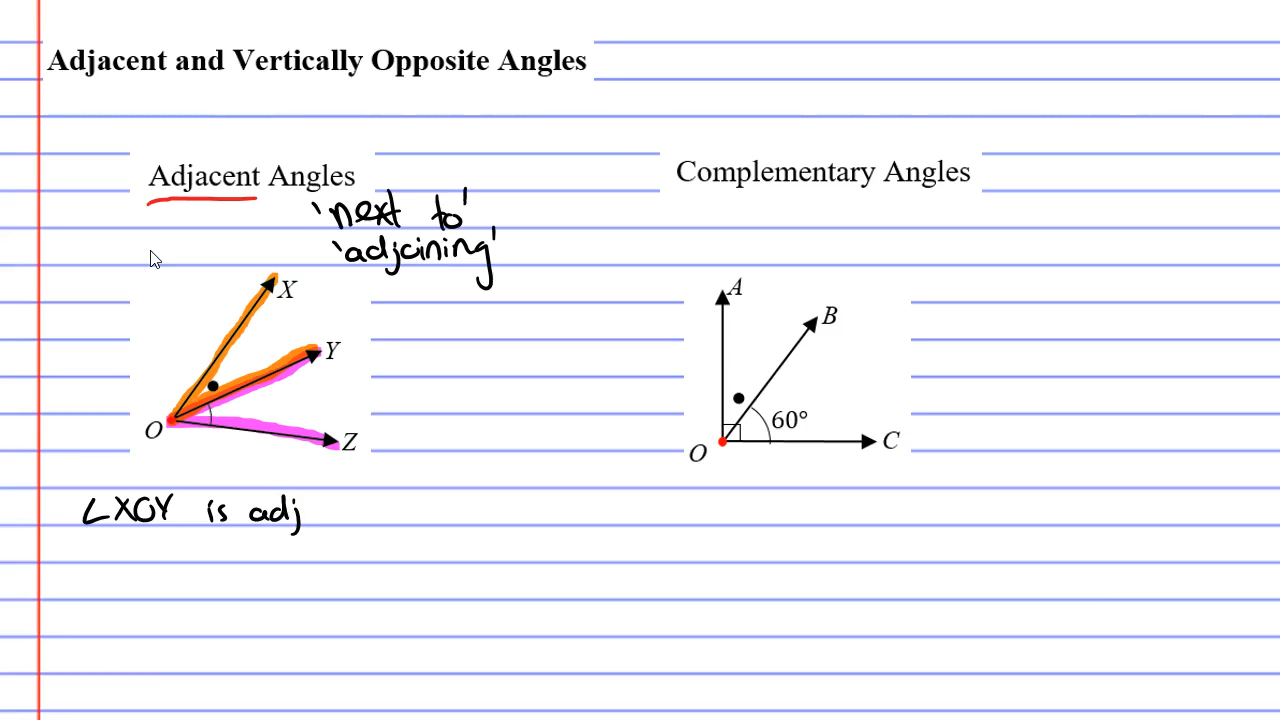 Adjacent and Vertically Opposite Angles
Adjacent Angles
'next to'
'adjoining'
X
Y
O
Z
∠XOY is adj
Complementary Angles
A
B
60°
O
C